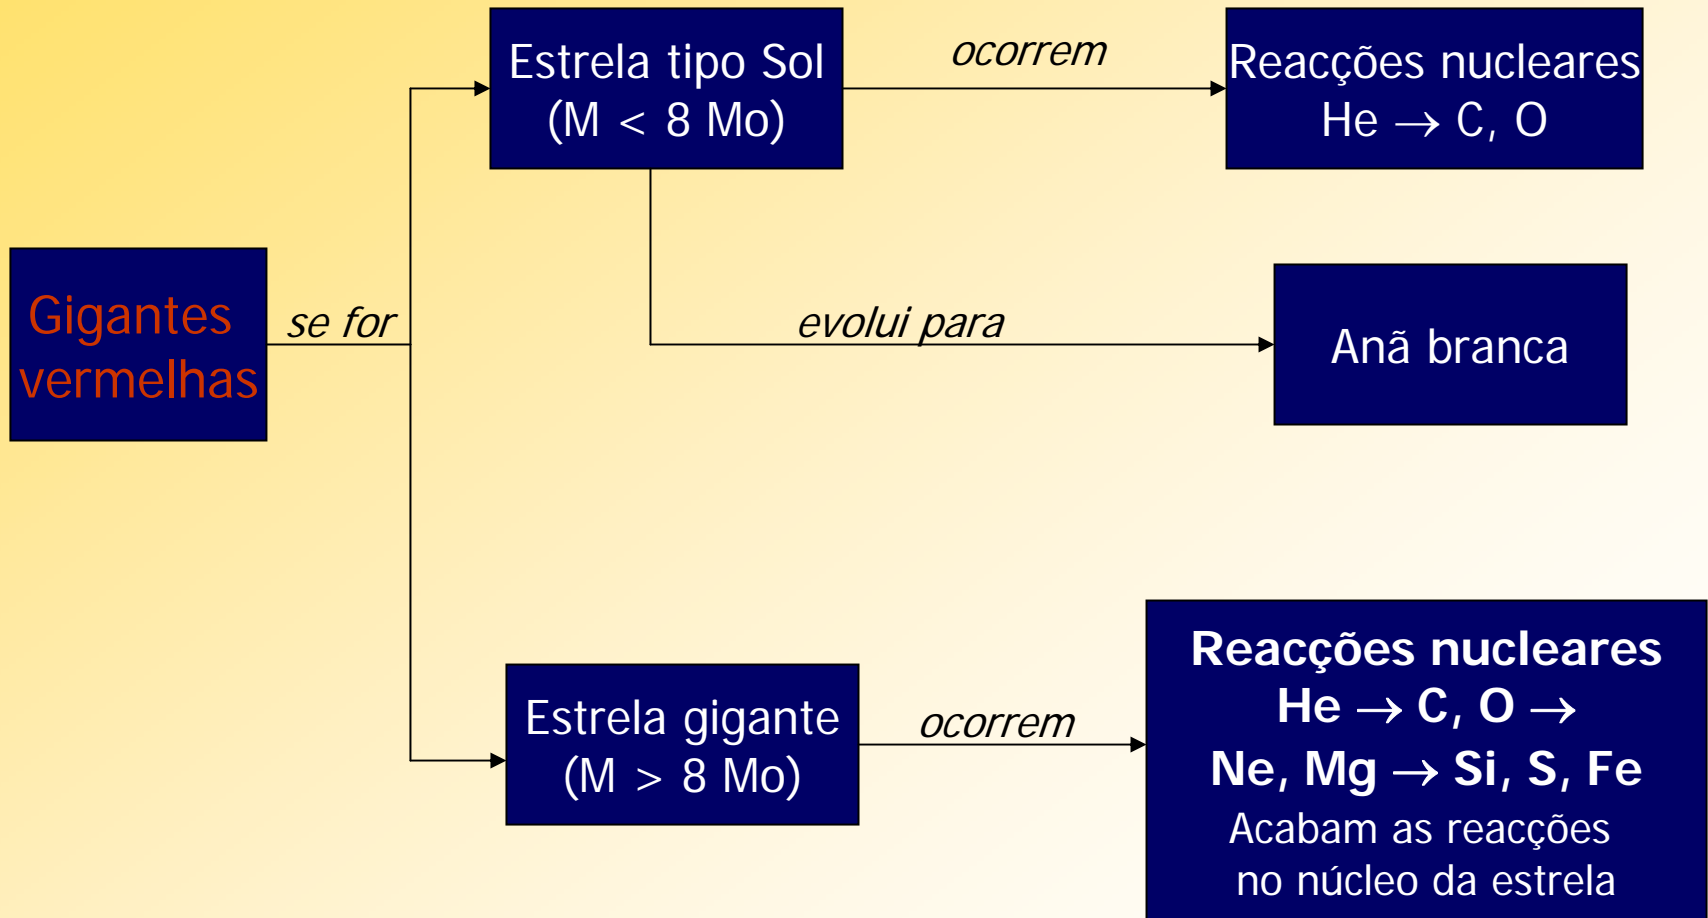 Estrela tipo Sol
(M < 8 Mo)
ocorrem
Reacções nucleares
He → C, O
Gigantes
vermelhas
se for
evolui para
Anã branca
Estrela gigante
(M > 8 Mo)
ocorrem
Reacções nucleares
He → C, O →
Ne, Mg → Si, S, Fe
Acabam as reacções
no núcleo da estrela